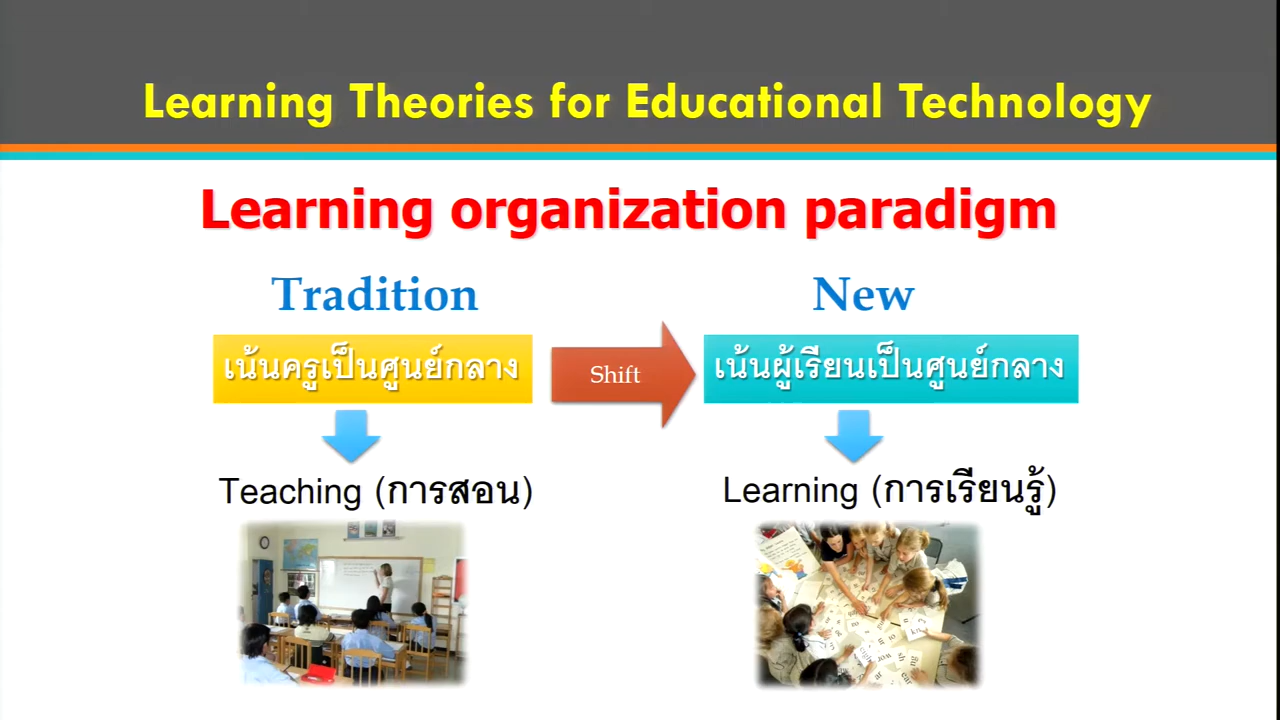 Learning Theories for Educational Technology
Learning organization paradigm
Tradition
New
เน้นครูเป็นศูนย์กลาง
Shift
เน้นผู้เรียนเป็นศูนย์กลาง
Teaching (การสอน)
Learning (การเรียนรู้)